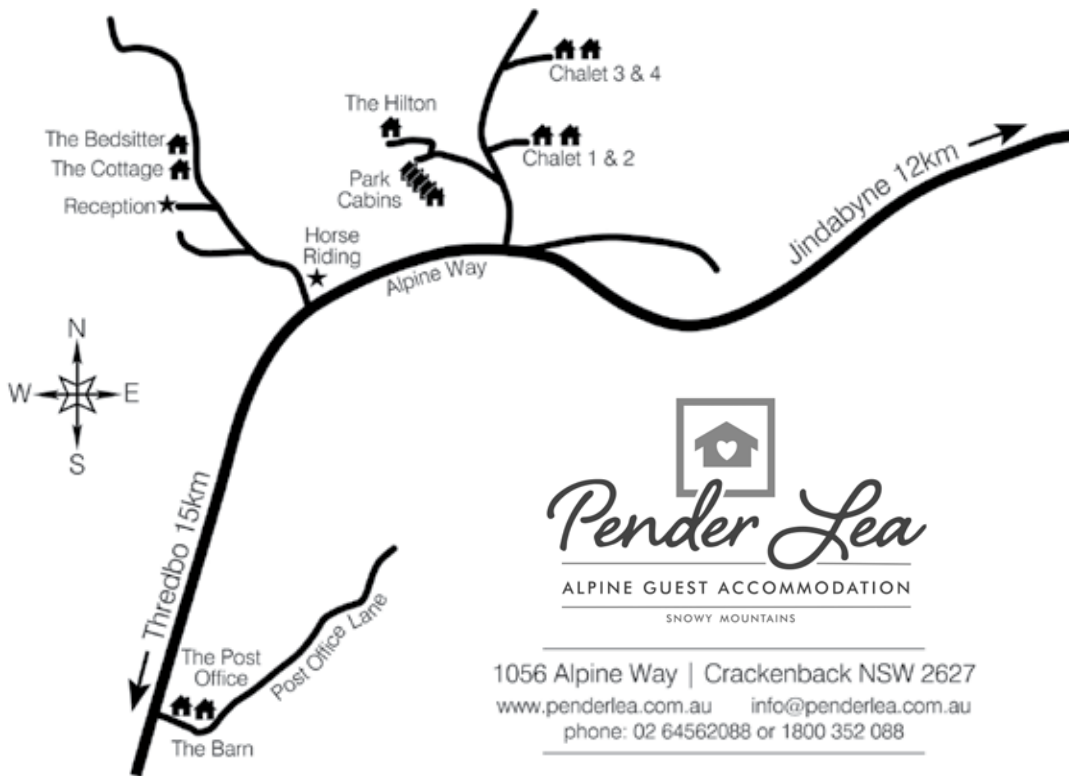 Chalet 3 & 4
The Hilton
Chalet 1 & 2
The Bedsitter
The Cottage
Park
Cabins
Reception
Horse
Riding
Alpine Way
Jindabyne 12km
N
W
E
S
Thredbo 15km
The Post
Office
Post Office Lane
The Barn
Pender Lea
ALPINE GUEST ACCOMMODATION
SNOWY MOUNTAINS
1056 Alpine Way | Crackenback NSW 2627
www.penderlea.com.au info@penderlea.com.au
phone: 02 64562088 or 1800 352 088